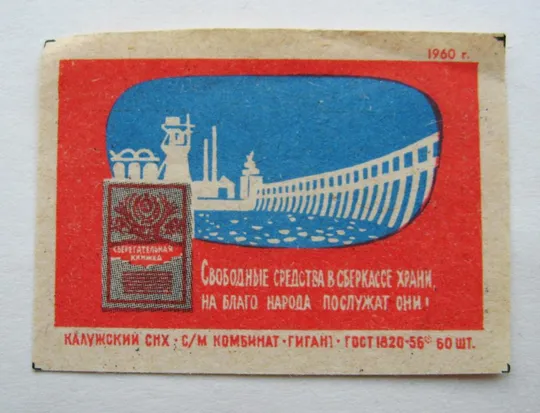 1960 г.
СБЕРЕГАТЕЛЬНАЯ
КНИЖКА
СВОБОДНЫЕ СРЕДСТВА В СБЕРКАССЕ ХРАНИ,
НА БЛАГО НАРОДА ПОСЛУЖАТ ОНИ!
КАЛУЖСКИЙ СНХ · С/М КОМБИНАТ · ГИГАНТ · ГОСТ 1820-56 60 ШТ.